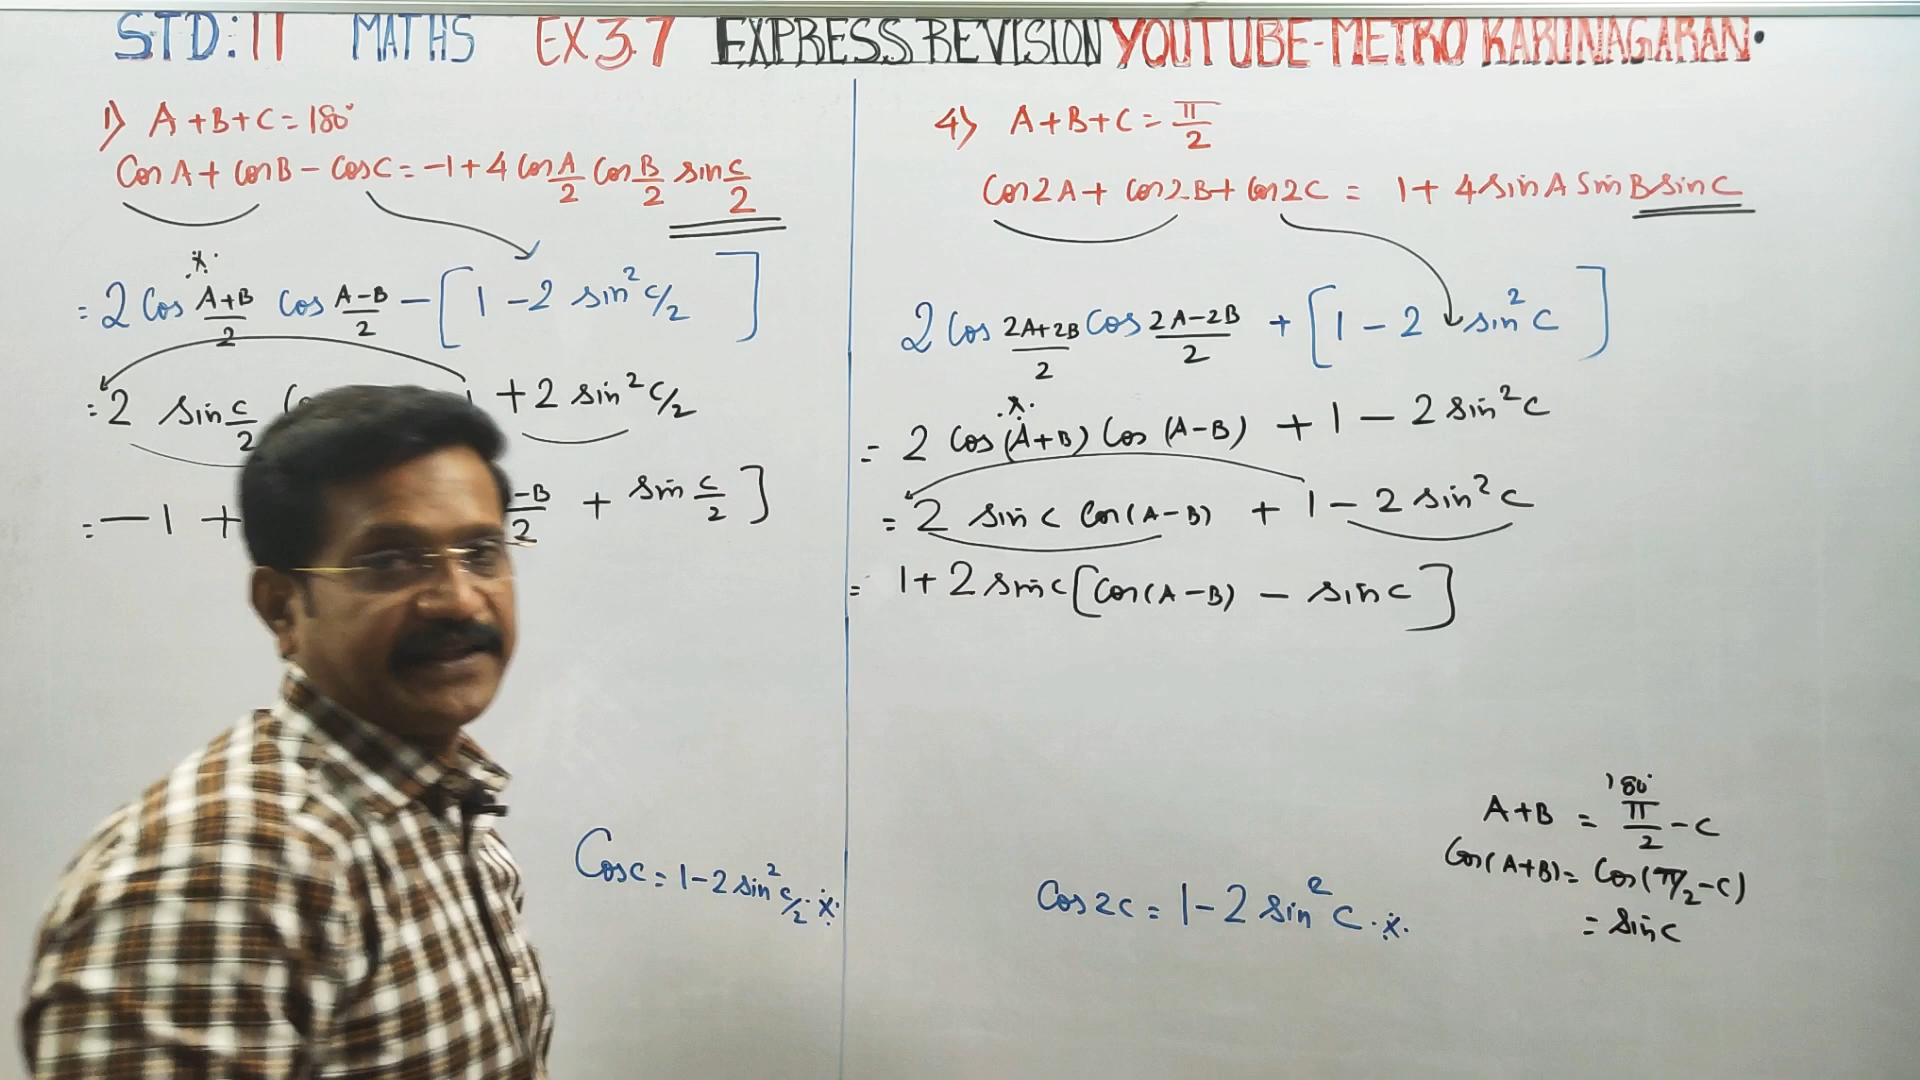 STD:11 MATHS EX 3.7 EXPRESS REVISION YOUTUBE-METRO KARUNAGARAN.
1) A+B+C=180°
Cos A + cos B - cos C = -1+4 cos A/2 cos B/2 sin C/2
= 2 cos A+B/2 cos A-B/2 - [1 -2 sin² C/2]
= 2 sin C/2 + 2 sin² C/2
= -1 + -B/2 + sin C/2 ]
Cos C = 1-2 sin² C/2
4) A+B+C = π/2
Cos 2A + cos 2B + cos 2C = 1+ 4 sin A Sin B sin C
2 Cos 2A+2B/2 Cos 2A-2B/2 + [1 - 2 sin² C]
= 2 Cos (A+B) Cos (A-B) + 1 - 2 sin² C
= 2 sin C Cos(A-B) + 1 - 2 sin² C
= 1+ 2 sin C [Cos(A-B) - sin C]
Cos 2C = 1-2 sin² C
180°
A+B = π/2 - C
Cos(A+B)= Cos(π/2-C)
= sin C